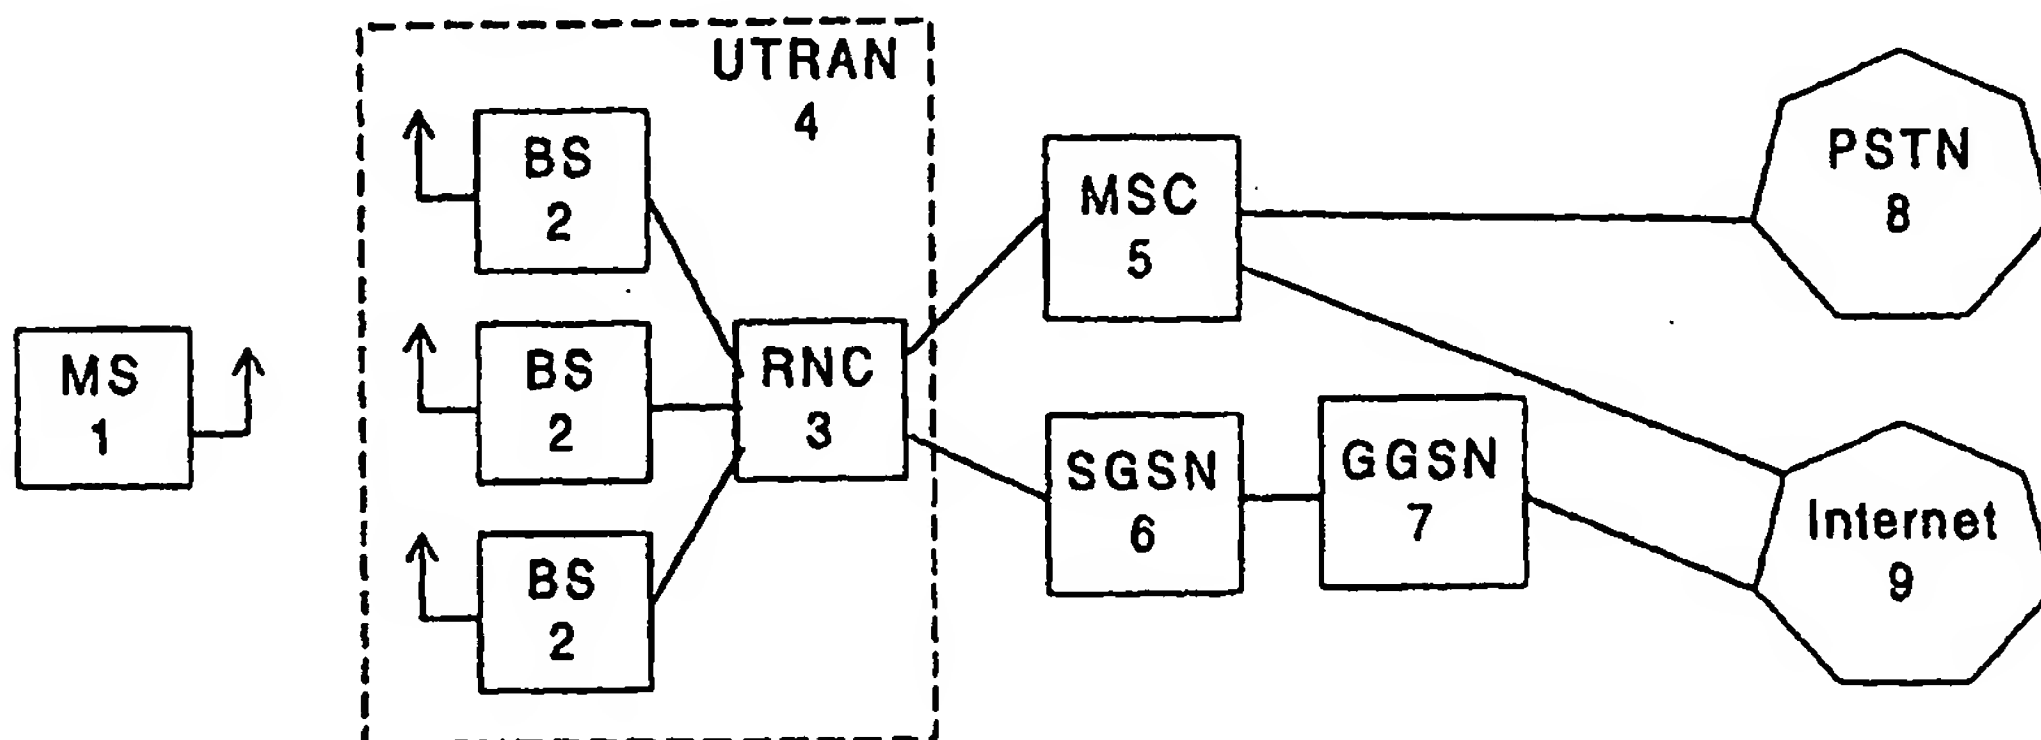 UTRAN
4
BS
2
BS
2
BS
2
MS
1
RNC
3
MSC
5
SGSN
6
GGSN
7
PSTN
8
Internet
9